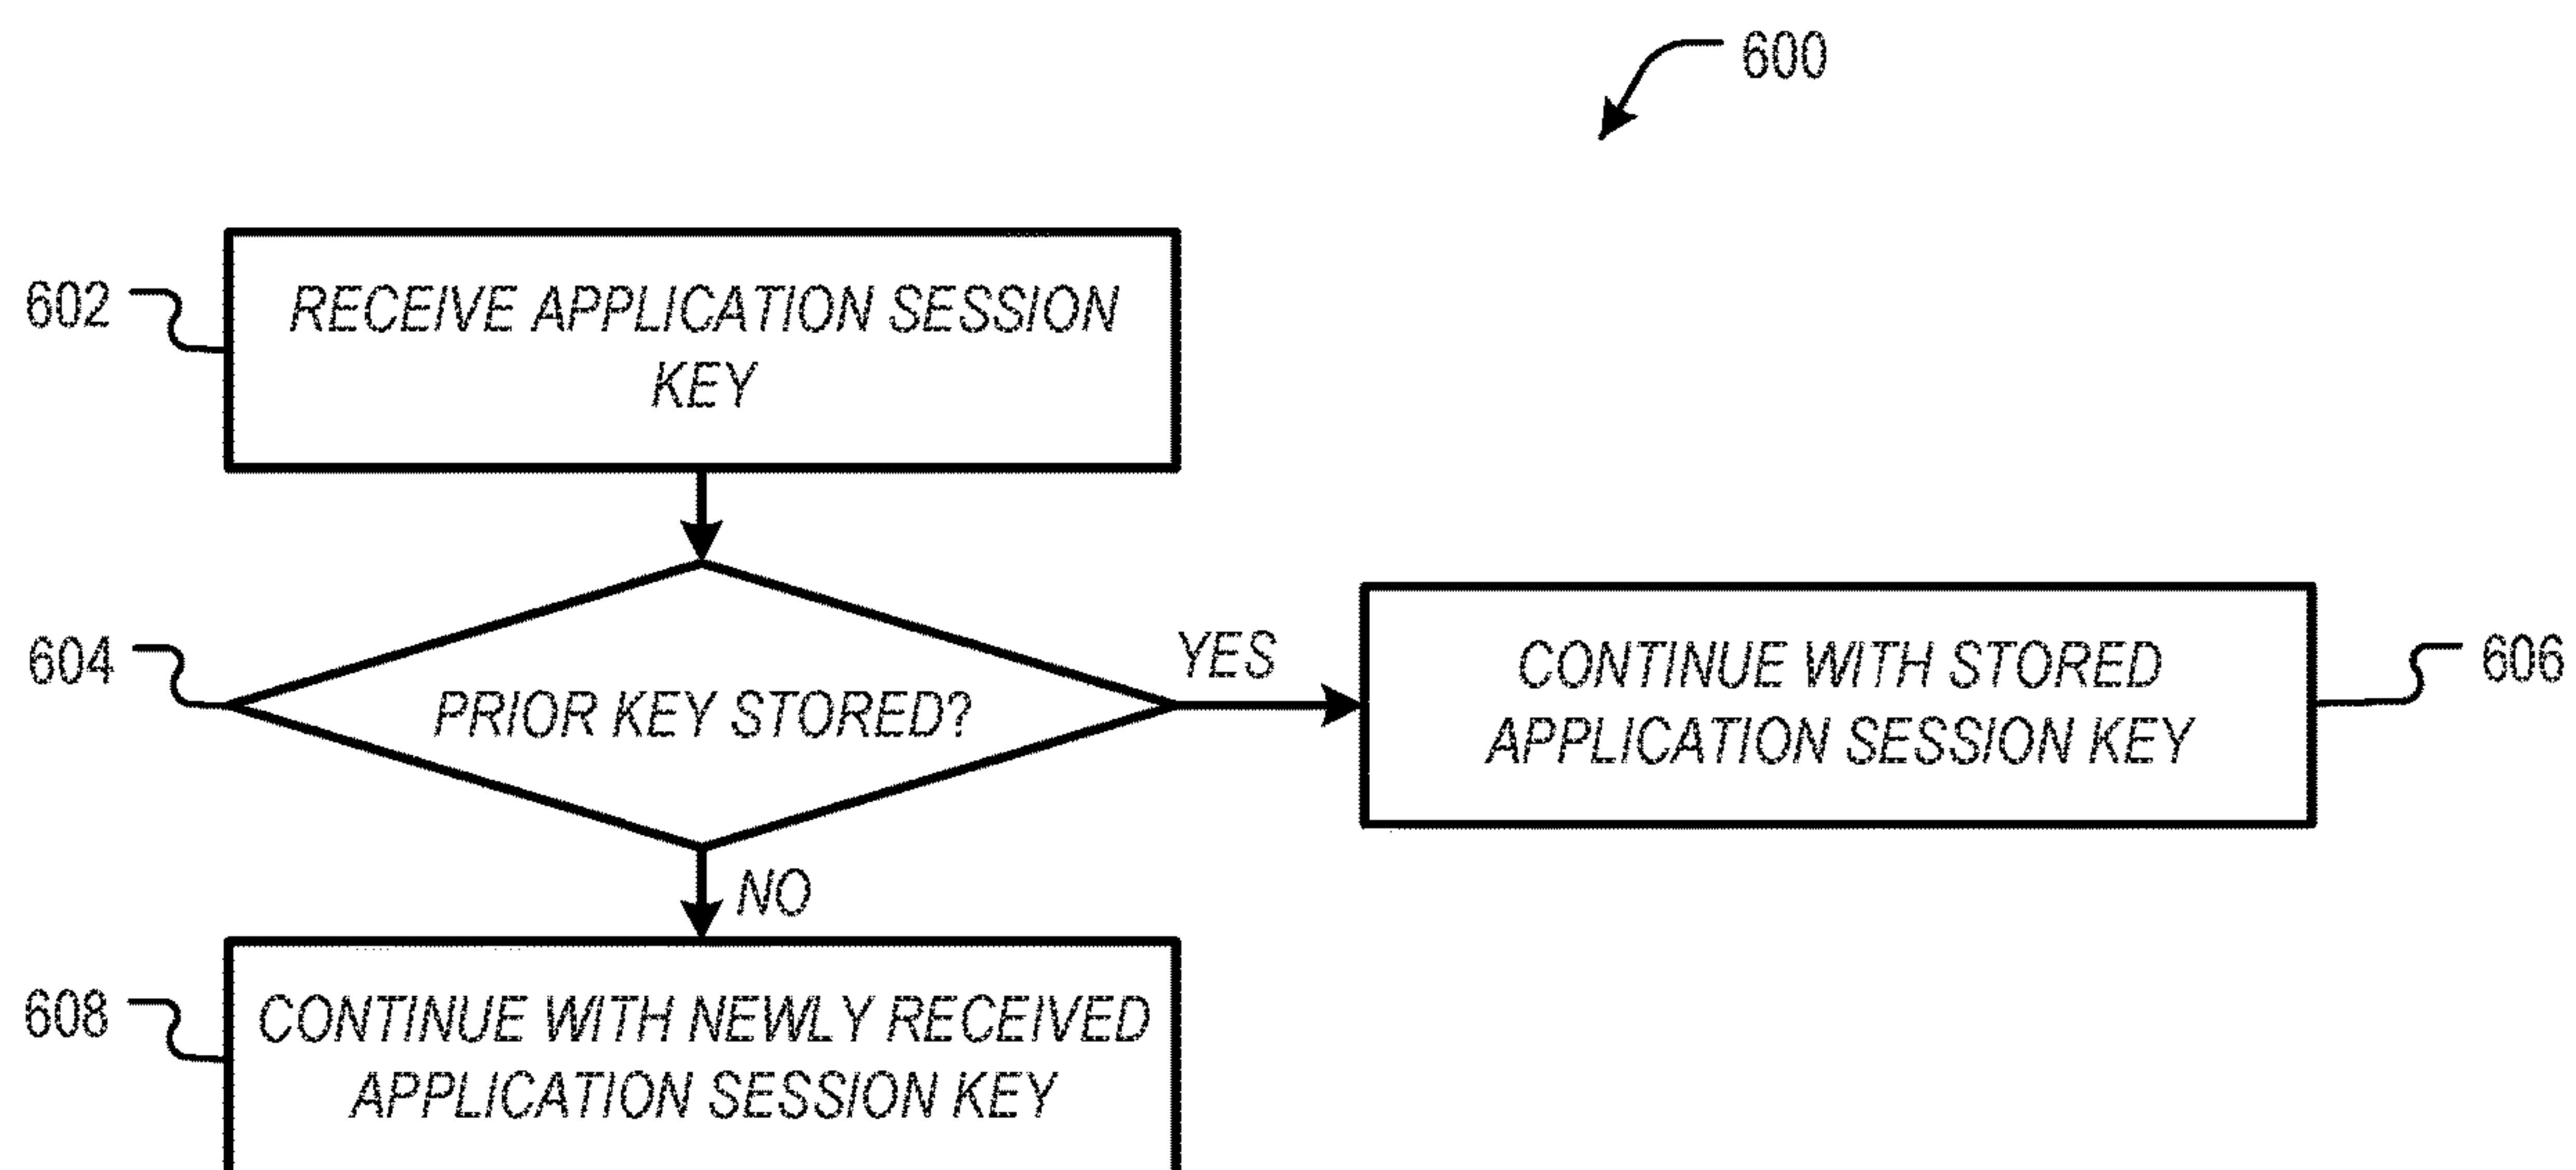 600
602
RECEIVE APPLICATION SESSION
KEY
604
PRIOR KEY STORED?
YES
CONTINUE WITH STORED
APPLICATION SESSION KEY
606
NO
608
CONTINUE WITH NEWLY RECEIVED
APPLICATION SESSION KEY